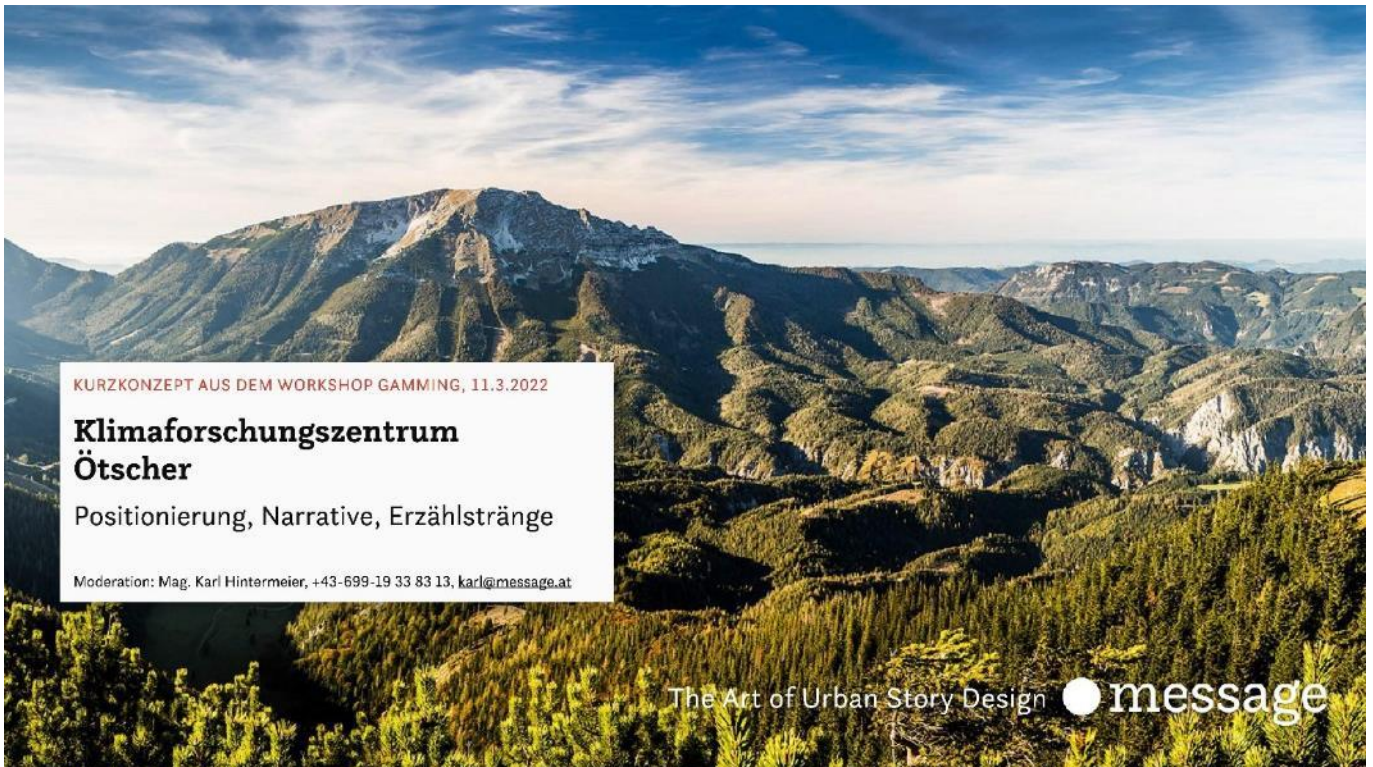 KURZKONZEPT AUS DEM WORKSHOP GAMMING, 11.3.2022
Klimaforschungszentrum
Ötscher
Positionierung, Narrative, Erzählstränge
Moderation: Mag. Karl Hintermeier, +43-699-19 33 83 13, karl@message.at
The Art of Urban Story Design message